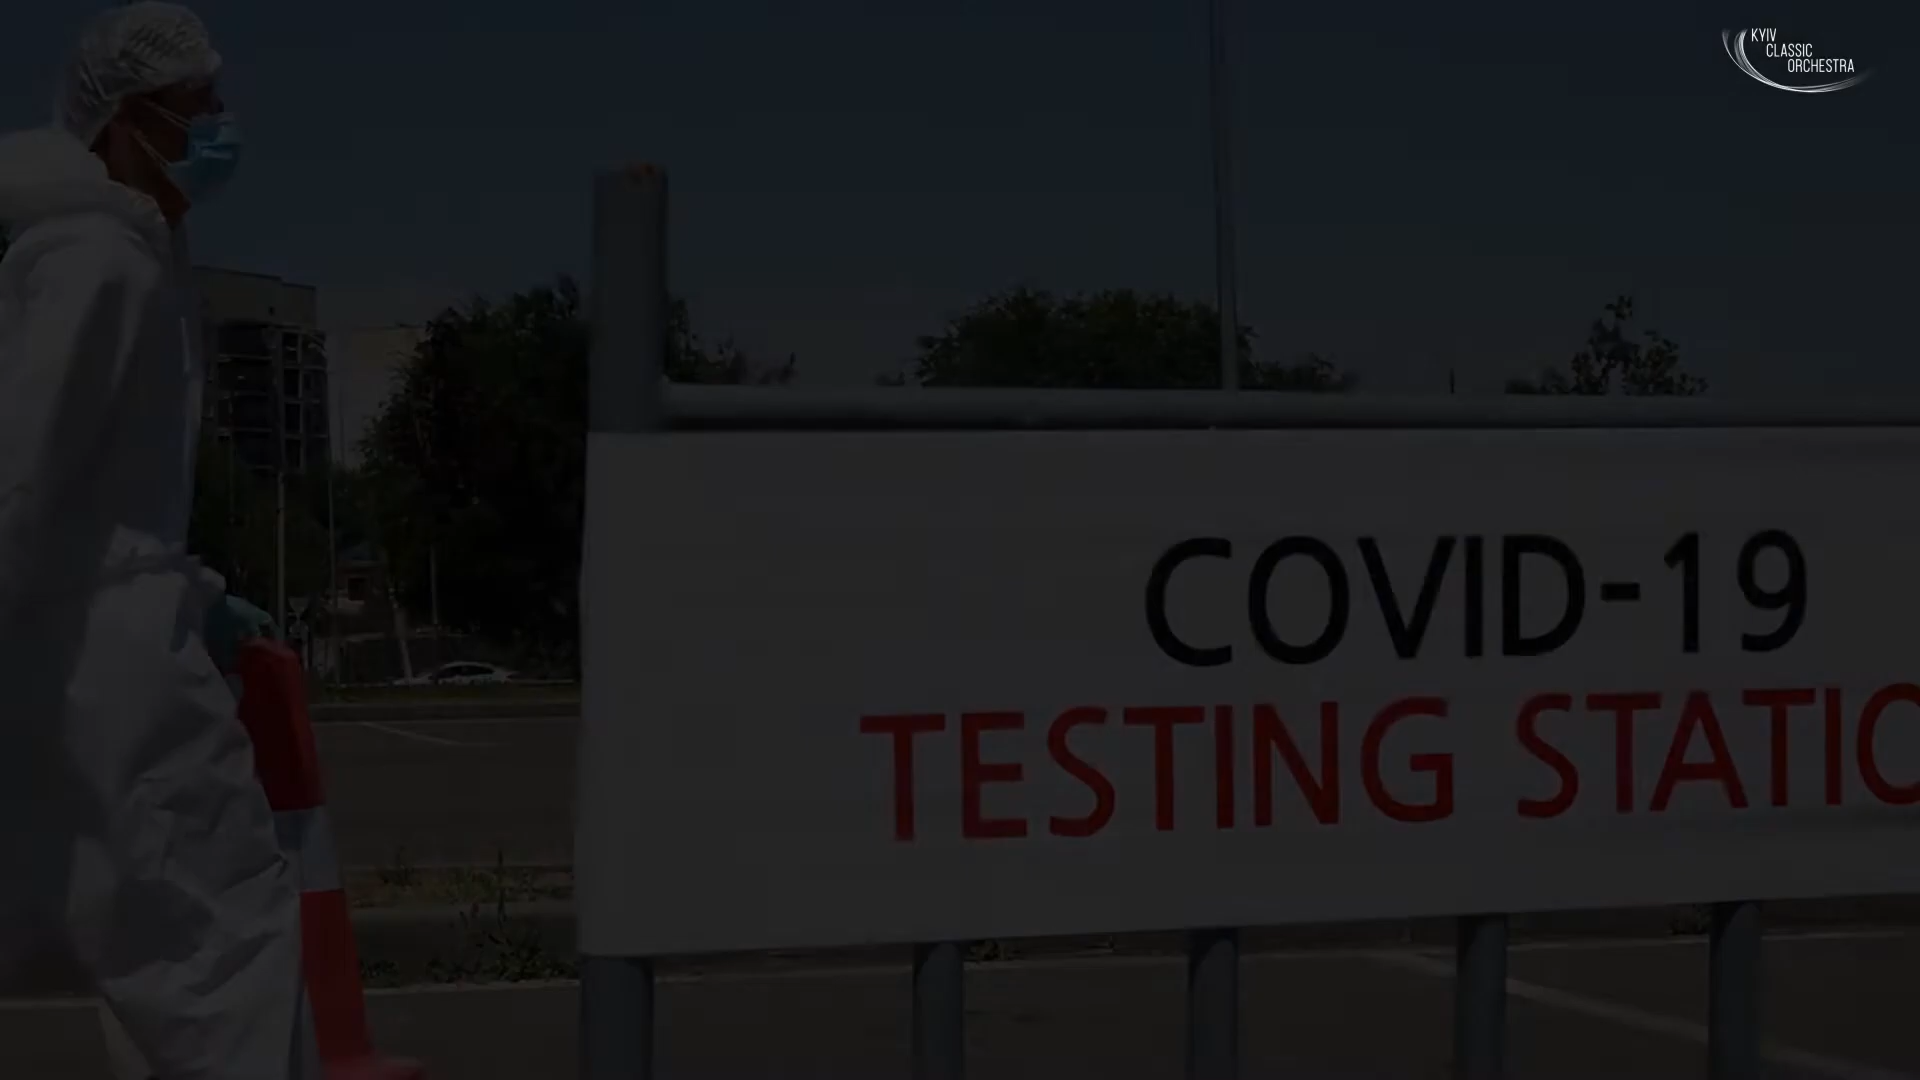 KYIV
CLASSIC
ORCHESTRA
COVID-19
TESTING STATIO